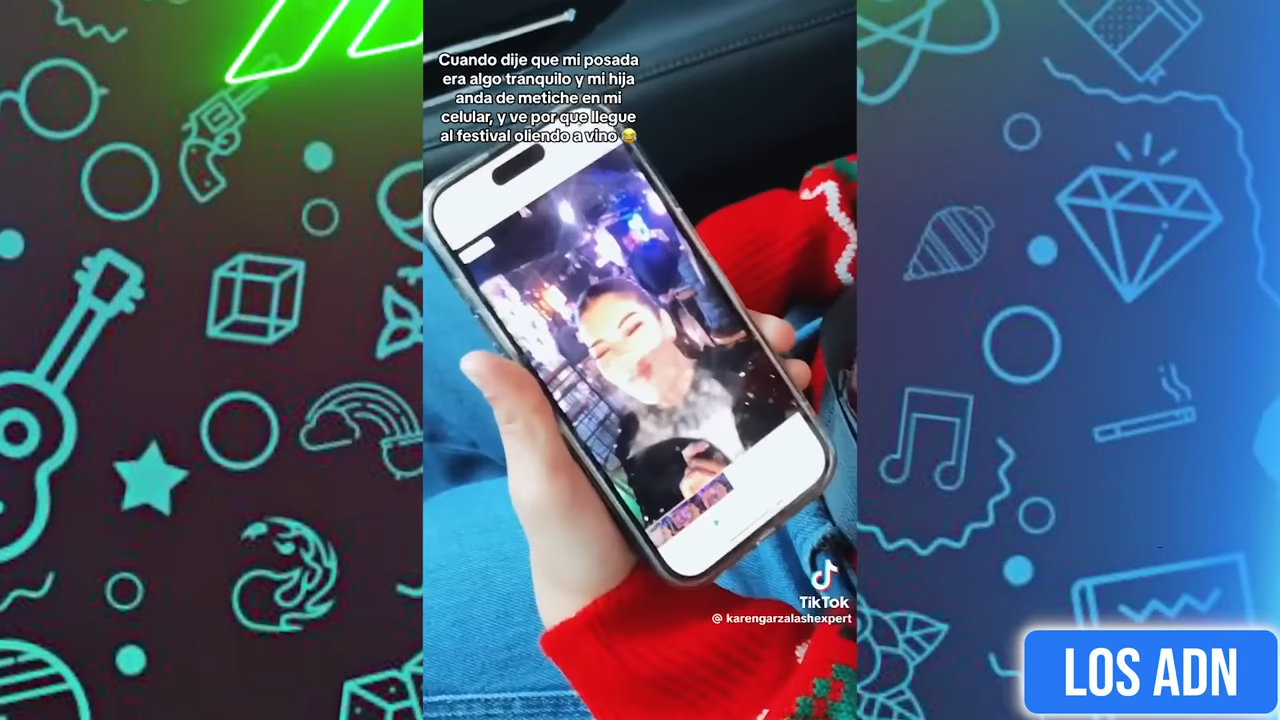 Cuando dije que mi posada
era algo tranquilo y mi hija
anda de metiche en mi
celular, y ve por que llegue
al festival oliendo a vino 😂
TikTok
@ karengarzalashexpert
LOS ADN